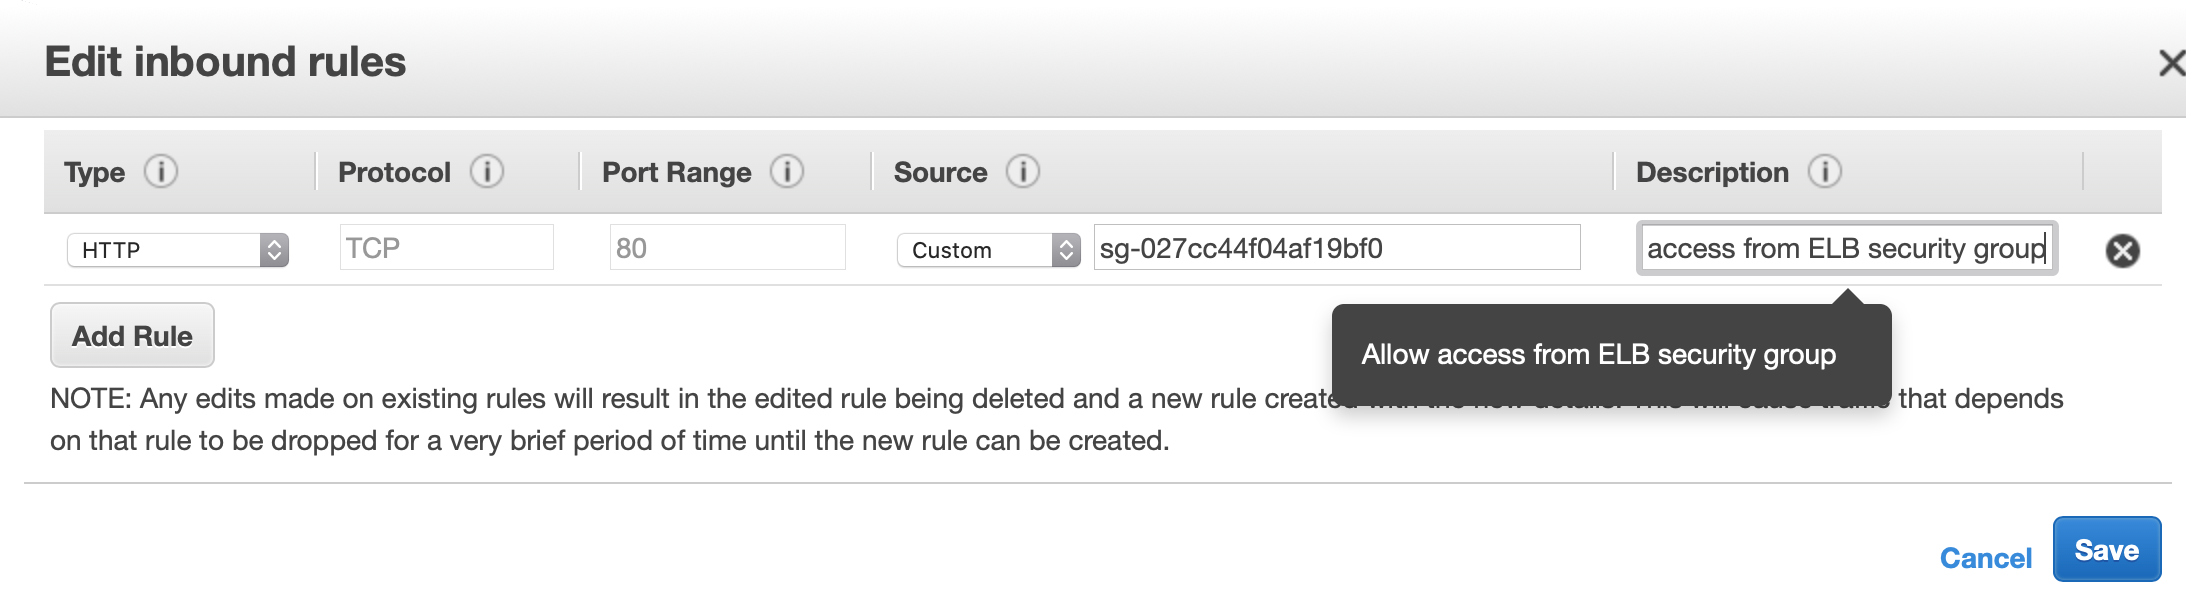 Edit inbound rules
Type Protocol Port Range Source Description
HTTP TCP 80 Custom sg-027cc44f04af19bf0 access from ELB security group
Add Rule
Allow access from ELB security group
NOTE: Any edits made on existing rules will result in the edited rule being deleted and a new rule created that depends
on that rule to be dropped for a very brief period of time until the new rule can be created.
Cancel Save